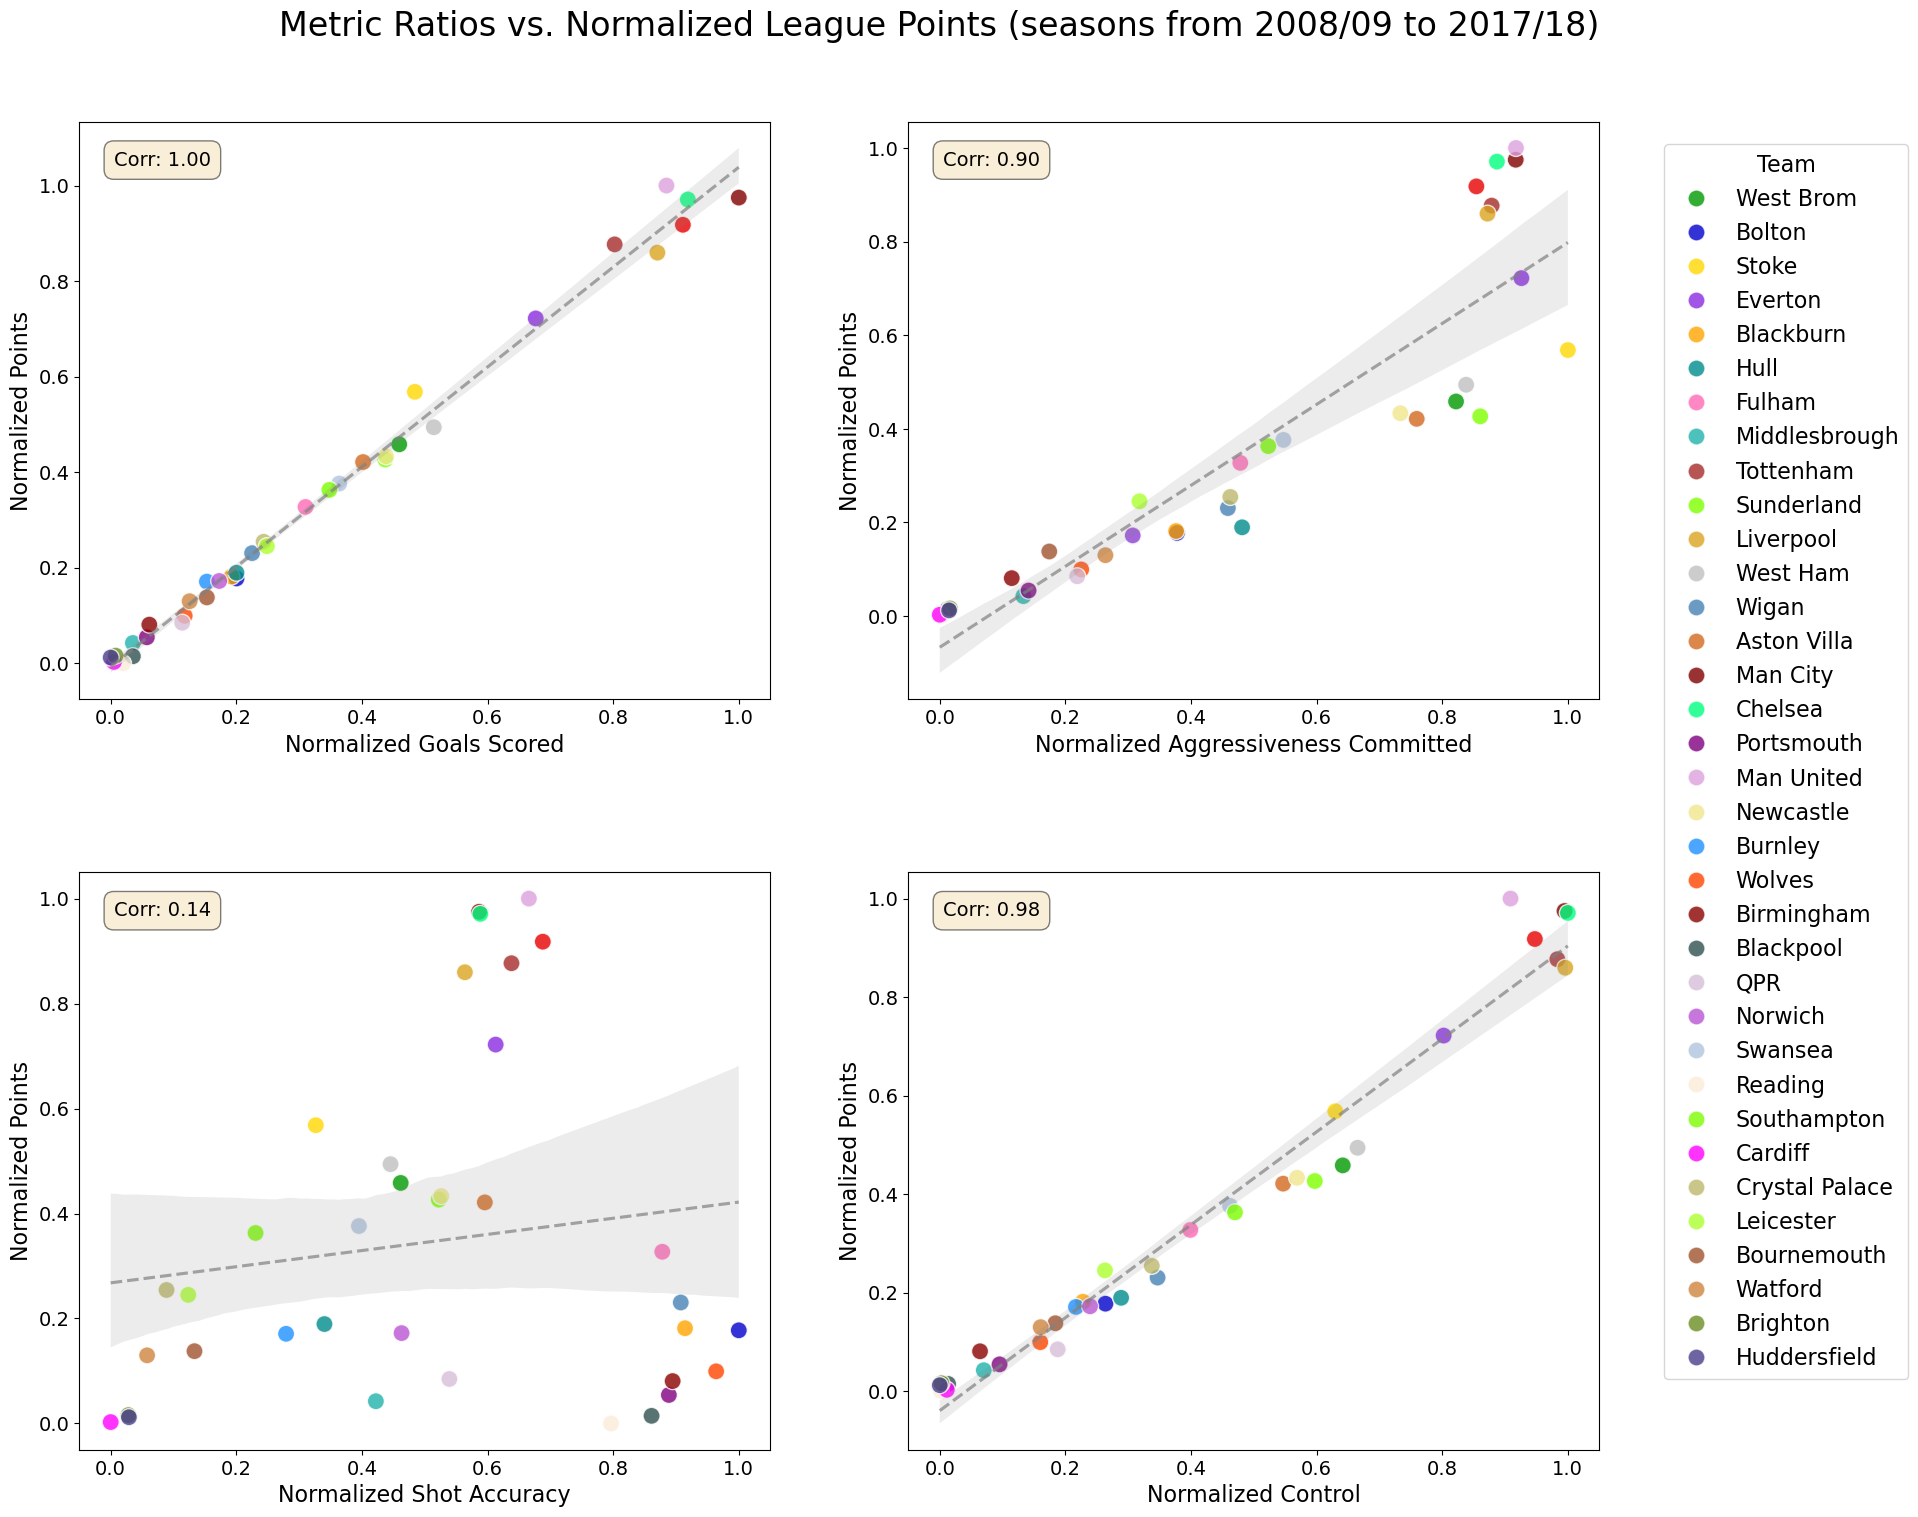 Metric Ratios vs. Normalized League Points (seasons from 2008/09 to 2017/18)
Corr: 1.00
Normalized Points
1.0
0.8
0.6
0.4
0.2
0.0
0.0 0.2 0.4 0.6 0.8 1.0
Normalized Goals Scored
Corr: 0.90
Normalized Points
1.0
0.8
0.6
0.4
0.2
0.0
0.0 0.2 0.4 0.6 0.8 1.0
Normalized Aggressiveness Committed
Corr: 0.14
Normalized Points
1.0
0.8
0.6
0.4
0.2
0.0
0.0 0.2 0.4 0.6 0.8 1.0
Normalized Shot Accuracy
Corr: 0.98
Normalized Points
1.0
0.8
0.6
0.4
0.2
0.0
0.0 0.2 0.4 0.6 0.8 1.0
Normalized Control
Team
West Brom
Bolton
Stoke
Everton
Blackburn
Hull
Fulham
Middlesbrough
Tottenham
Sunderland
Liverpool
West Ham
Wigan
Aston Villa
Man City
Chelsea
Portsmouth
Man United
Newcastle
Burnley
Wolves
Birmingham
Blackpool
QPR
Norwich
Swansea
Reading
Southampton
Cardiff
Crystal Palace
Leicester
Bournemouth
Watford
Brighton
Huddersfield